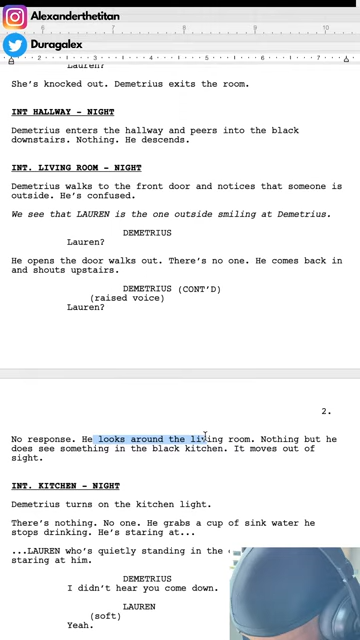 Alexanderthetitan
Duragalex
Lauren?
She's knocked out. Demetrius exits the room.
INT HALLWAY – NIGHT
Demetrius enters the hallway and peers into the black
downstairs. Nothing. He descends.
INT. LIVING ROOM – NIGHT
Demetrius walks to the front door and notices that someone is
outside. He's confused.
We see that LAUREN is the one outside smiling at Demetrius.
DEMETRIUS
Lauren?
He opens the door walks out. There's no one. He comes back in
and shouts upstairs.
DEMETRIUS (CONT'D)
(raised voice)
Lauren?
2.
No response. He looks around the living room. Nothing but he
does see something in the black kitchen. It moves out of
sight.
INT. KITCHEN – NIGHT
Demetrius turns on the kitchen light.
There's nothing. No one. He grabs a cup of sink water he
stops drinking. He's staring at...
...LAUREN who's quietly standing in the
staring at him.
DEMETRIUS
I didn't hear you come down.
LAUREN
(soft)
Yeah.